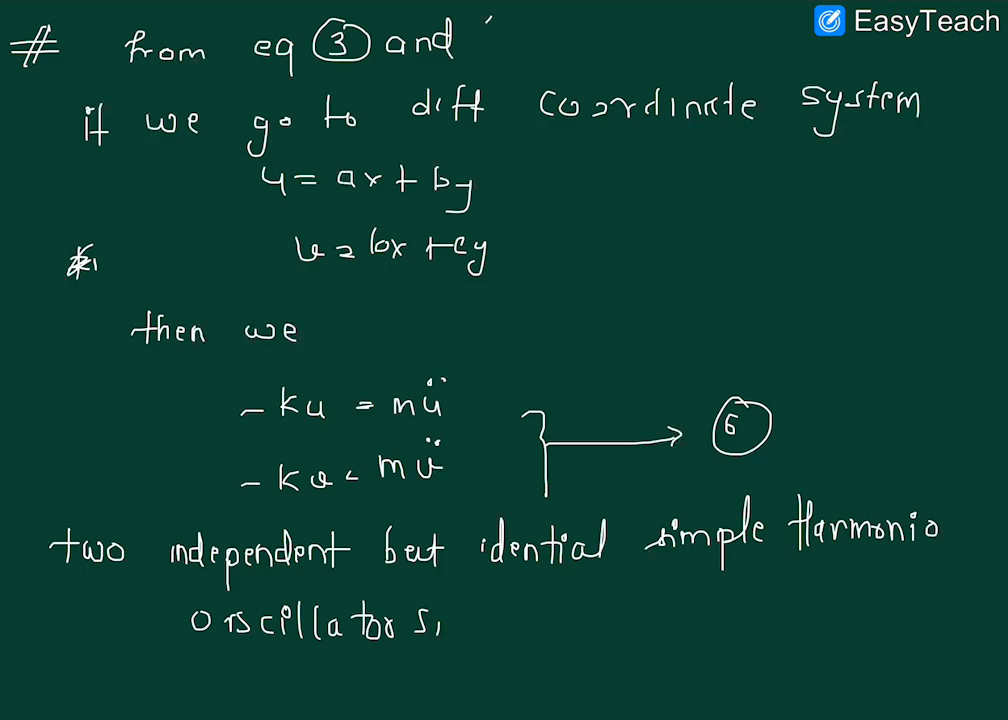 EasyTeach
# from eq ③ and
if we go to diff coordinate system
u = ax + by
v = bx + cy
then we
- ku = mü
- kv = mv̈
⑥
two independent but idential simple Harmonic
oscillators,